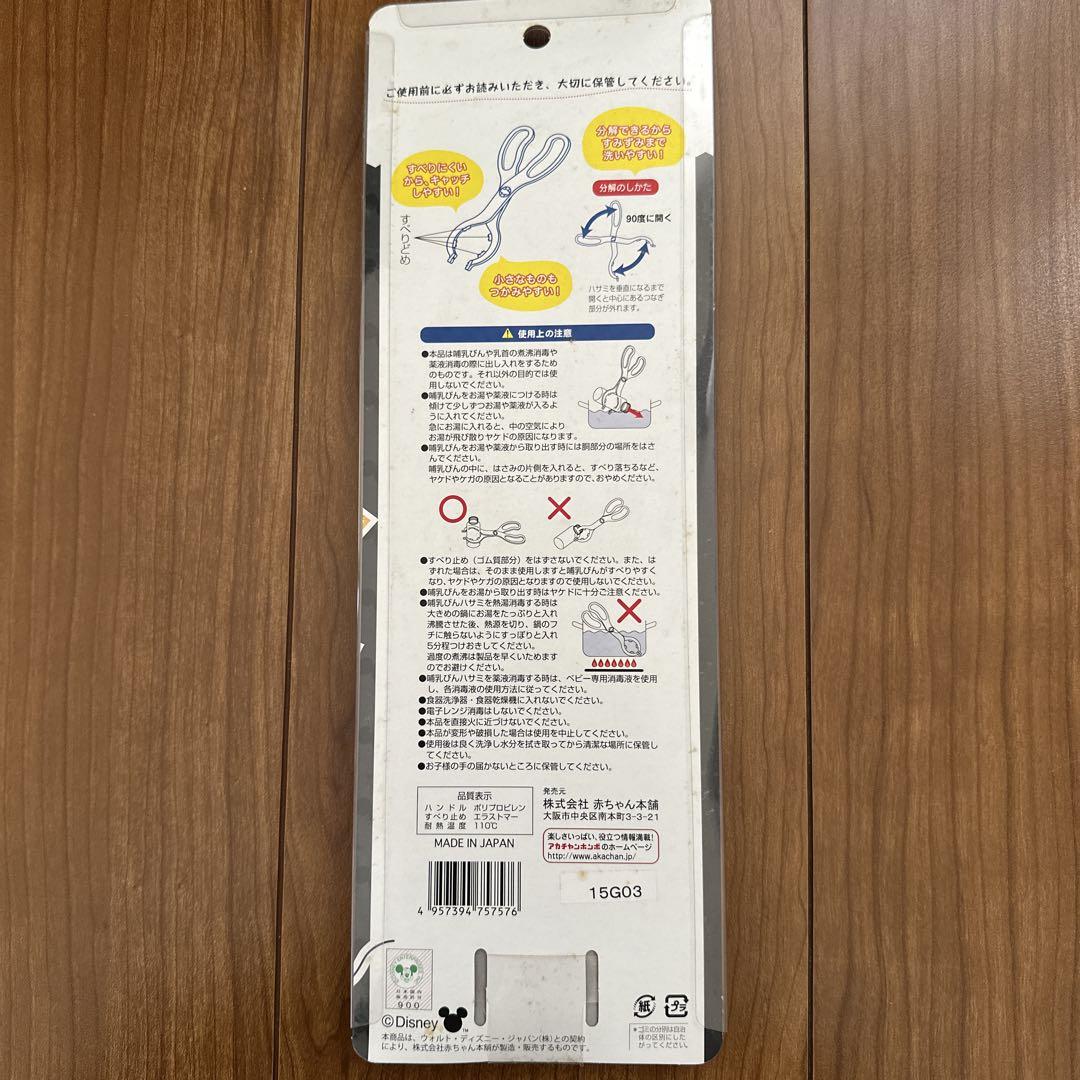 ご使用前に必ずお読みいただき、大切に保管してください。
すべりにくい
から、キャッチ
しやすい！
すべりどめ
小さなものも
つかみやすい！
分解できるから
すみずみまで
洗いやすい！
分解のしかた
90度に開く
ハサミを垂直になるまで
開くと中心にあるつなぎ
部分が外れます。
使用上の注意
●本品は哺乳びんや乳首の煮沸消毒や
薬液消毒の際に出し入れをするため
のものです。それ以外の目的では使
用しないでください。
●哺乳びんをお湯や薬液につける時は
傾けて少しずつお湯や薬液が入るよ
うに入れてください。
急にお湯に入れると、中の空気により
お湯が飛び散りヤケドの原因になります。
●哺乳びんをお湯や薬液から取り出す時には胴部分の場所をはさ
んでください。
哺乳びんの中に、はさみの片側を入れると、すべり落ちるなど、
ヤケドやケガの原因となることがありますので、おやめください。
●すべり止め（ゴム質部分）をはずさないでください。また、は
ずれた場合は、そのまま使用しますと哺乳びんがすべりやすく
なり、ヤケドやケガの原因となりますので使用しないでください。
●哺乳びんをお湯から取り出す時はヤケドに十分ご注意ください。
●哺乳びんハサミを熱湯消毒する時は
大きめの鍋にお湯をたっぷりと入れ
沸騰させた後、熱源を切り、鍋のフ
チに触らないようにすっぽりと入れ
5分程つけおきしてください。
過度の煮沸は製品を早くいためます
のでお避けください。
●哺乳びんハサミを薬液消毒する時は、ベビー専用消毒液を使用
し、各消毒液の使用方法に従ってください。
●食器洗浄器・食器乾燥機に入れないでください。
●電子レンジ消毒はしないでください。
●本品を直接火に近づけないでください。
●本品が変形や破損した場合は使用を中止してください。
●使用後は良く洗浄し水分を拭き取ってから清潔な場所に保管し
てください。
●お子様の手の届かないところに保管してください。
品質表示
ハンドル ポリプロピレン
すべり止め エラストマー
耐熱温度 110℃
MADE IN JAPAN
発売元
株式会社 赤ちゃん本舗
大阪市中央区南本町3-3-21
楽しさいっぱい、役立つ情報満載！
アカチャンホンポのホームページ
http://www.akachan.jp/
4 957394 757576
15G03
日本国内
900
©Disney
本商品は、ウォルト・ディズニー・ジャパン(株)との契約
により、株式会社赤ちゃん本舗が製造・販売するものです。
紙
プラ
*ゴミの分別は自治
体の区別にした
がってください。